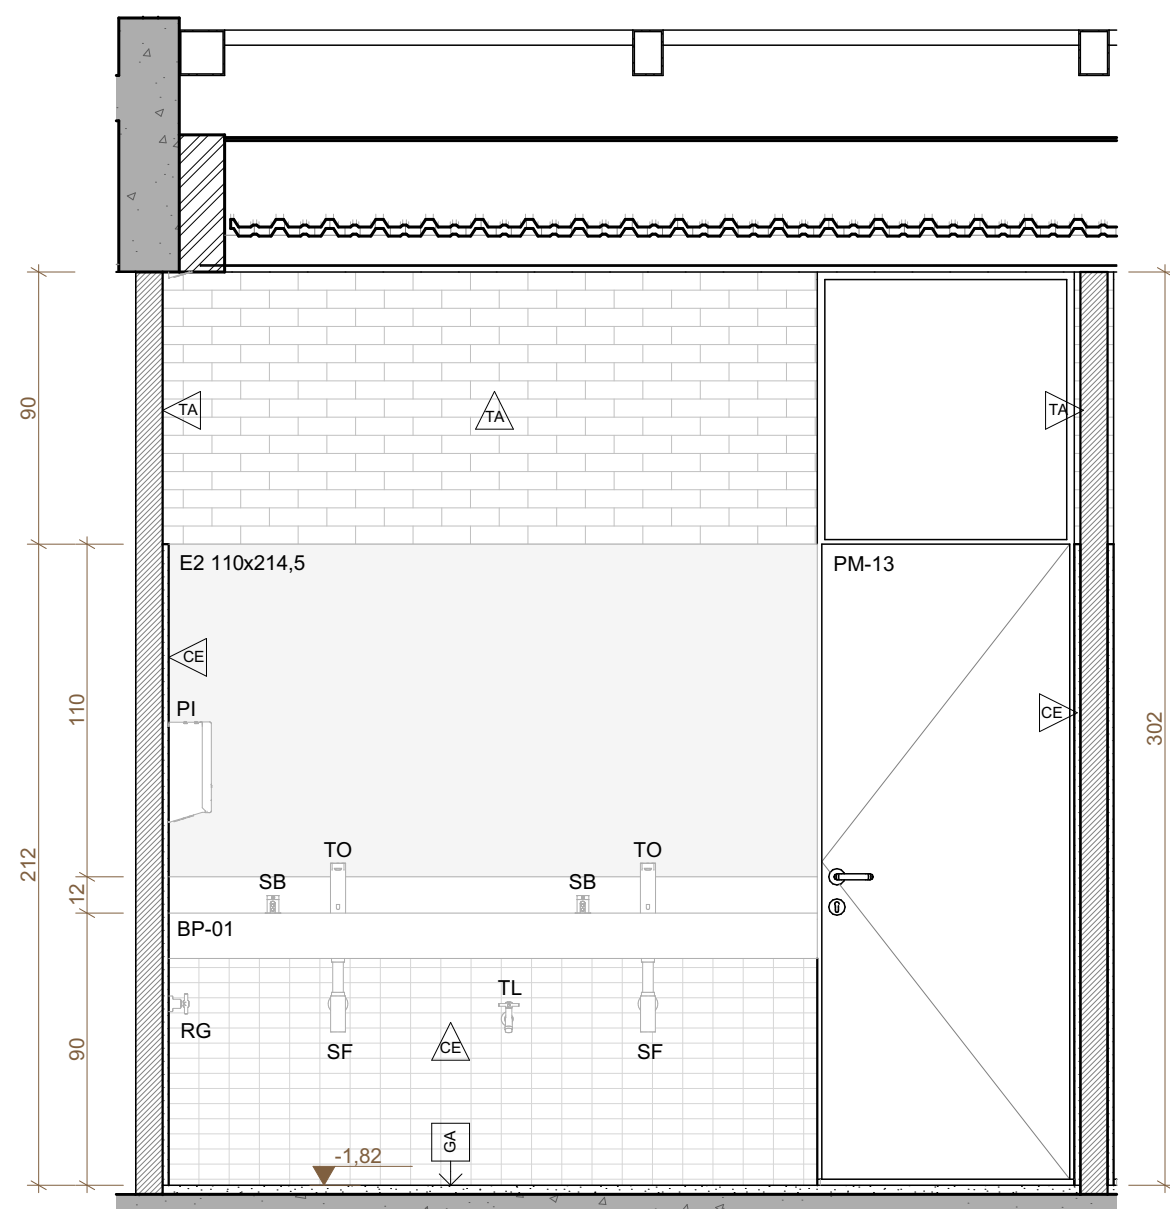 90
TA
TA
TA
E2 110x214,5
PM-13
CE
CE
PI
110
302
212
12
TO
TO
SB
SB
BP-01
RG
TL
SF
SF
CE
90
GA
-1,82